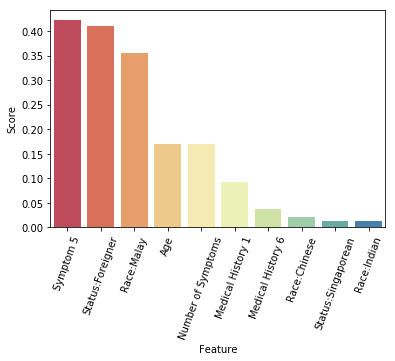 0.40
0.35
0.30
0.25
0.20
0.15
0.10
0.05
0.00
Score
Symptom 5
Status:Foreigner
Race:Malay
Age
Number of Symptoms
Medical History 1
Medical History 6
Race:Chinese
Status:Singaporean
Race:Indian
Feature